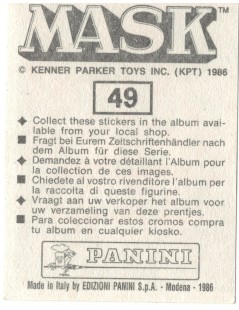 MASK™
© KENNER PARKER TOYS INC. (KPT) 1986
49
◆ Collect these stickers in the album avai-
lable from your local shop.
■ Fragt bei Eurem Zeitschriftenhändler nach
dem Album für diese Serie.
◆ Demandez à votre détaillant l'Album pour
la collection de ces images.
■ Chiedete al vostro rivenditore l'album per
la raccolta di queste figurine.
◆ Vraagt aan uw verkoper het album voor
uw verzameling van deze prentjes.
■ Para coleccionar estos cromos compra
tu album en cualquier kiosko.
PANINI
Made in Italy by EDIZIONI PANINI S.p.A. - Modena - 1986